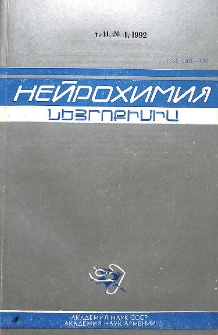 т. 11, № 1, 1992
НЕЙРОХИМИЯ
ՆԵՅՐՈՔԻՄԻԱ
АКАДЕМИЯ НАУК СССР
АКАДЕМИЯ НАУК АРМЕНИИ